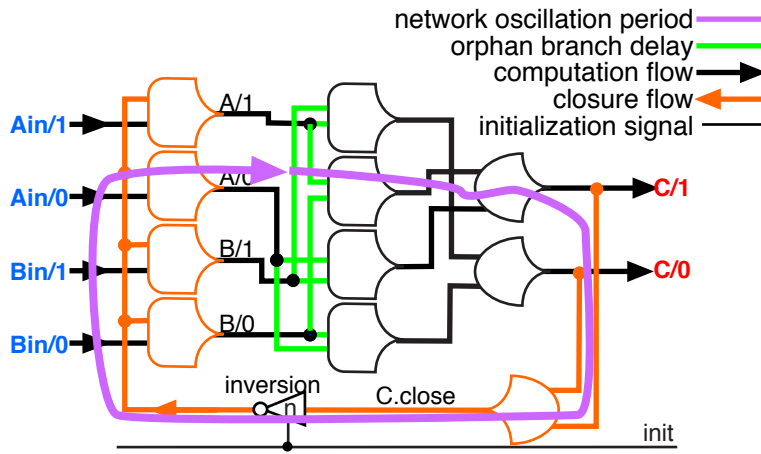 network oscillation period
orphan branch delay
computation flow
closure flow
initialization signal
A/1
Ain/1
A/0
Ain/0
C/1
B/1
Bin/1
C/0
B/0
Bin/0
inversion
C.close
n
init